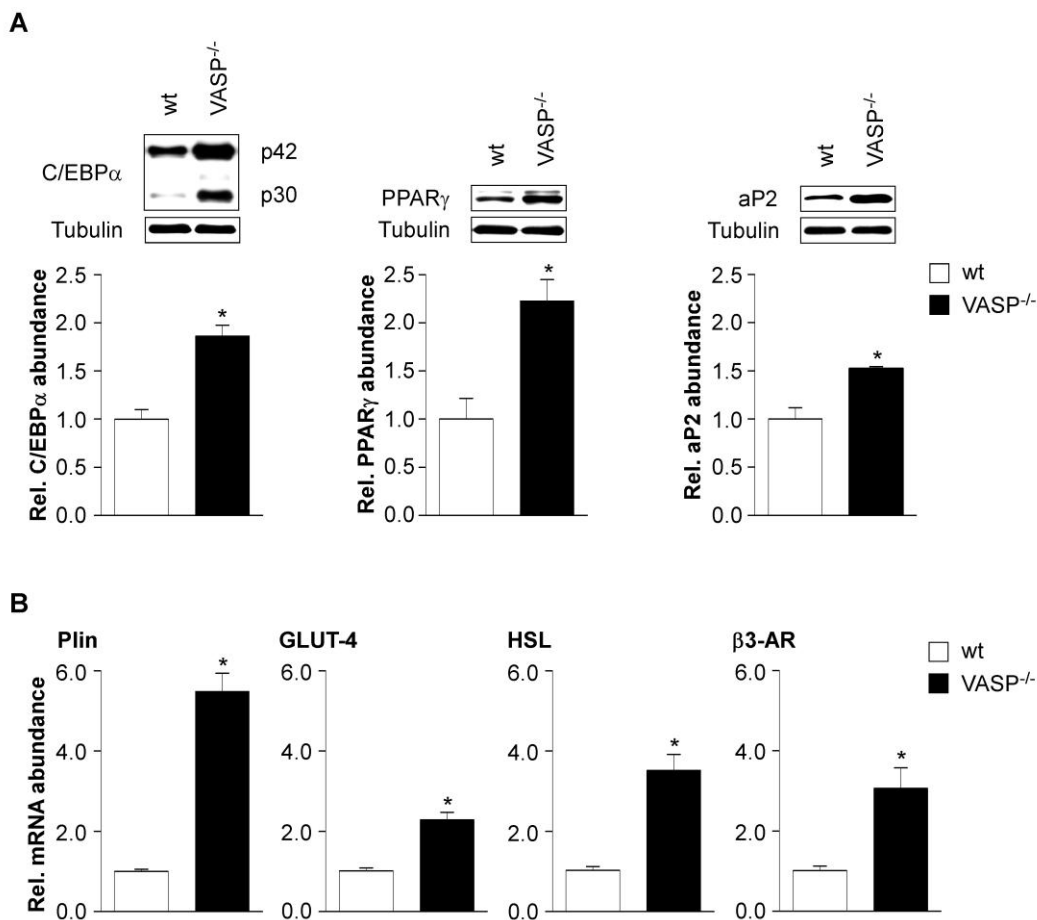 A
wt VASP-/-
C/EBPα p42
p30
Tubulin
wt VASP-/-
PPARγ
Tubulin
wt VASP-/-
aP2
Tubulin
wt
VASP-/-
Rel. C/EBPα abundance
2.5
2.0
1.5
1.0
0.5
0.0
*
Rel. PPARγ abundance
2.5
2.0
1.5
1.0
0.5
0.0
*
Rel. aP2 abundance
2.5
2.0
1.5
1.0
0.5
0.0
*
B
Plin
GLUT-4
HSL
β3-AR
wt
VASP-/-
Rel. mRNA abundance
6.0
4.0
2.0
0.0
*
6.0
4.0
2.0
0.0
*
6.0
4.0
2.0
0.0
*
6.0
4.0
2.0
0.0
*